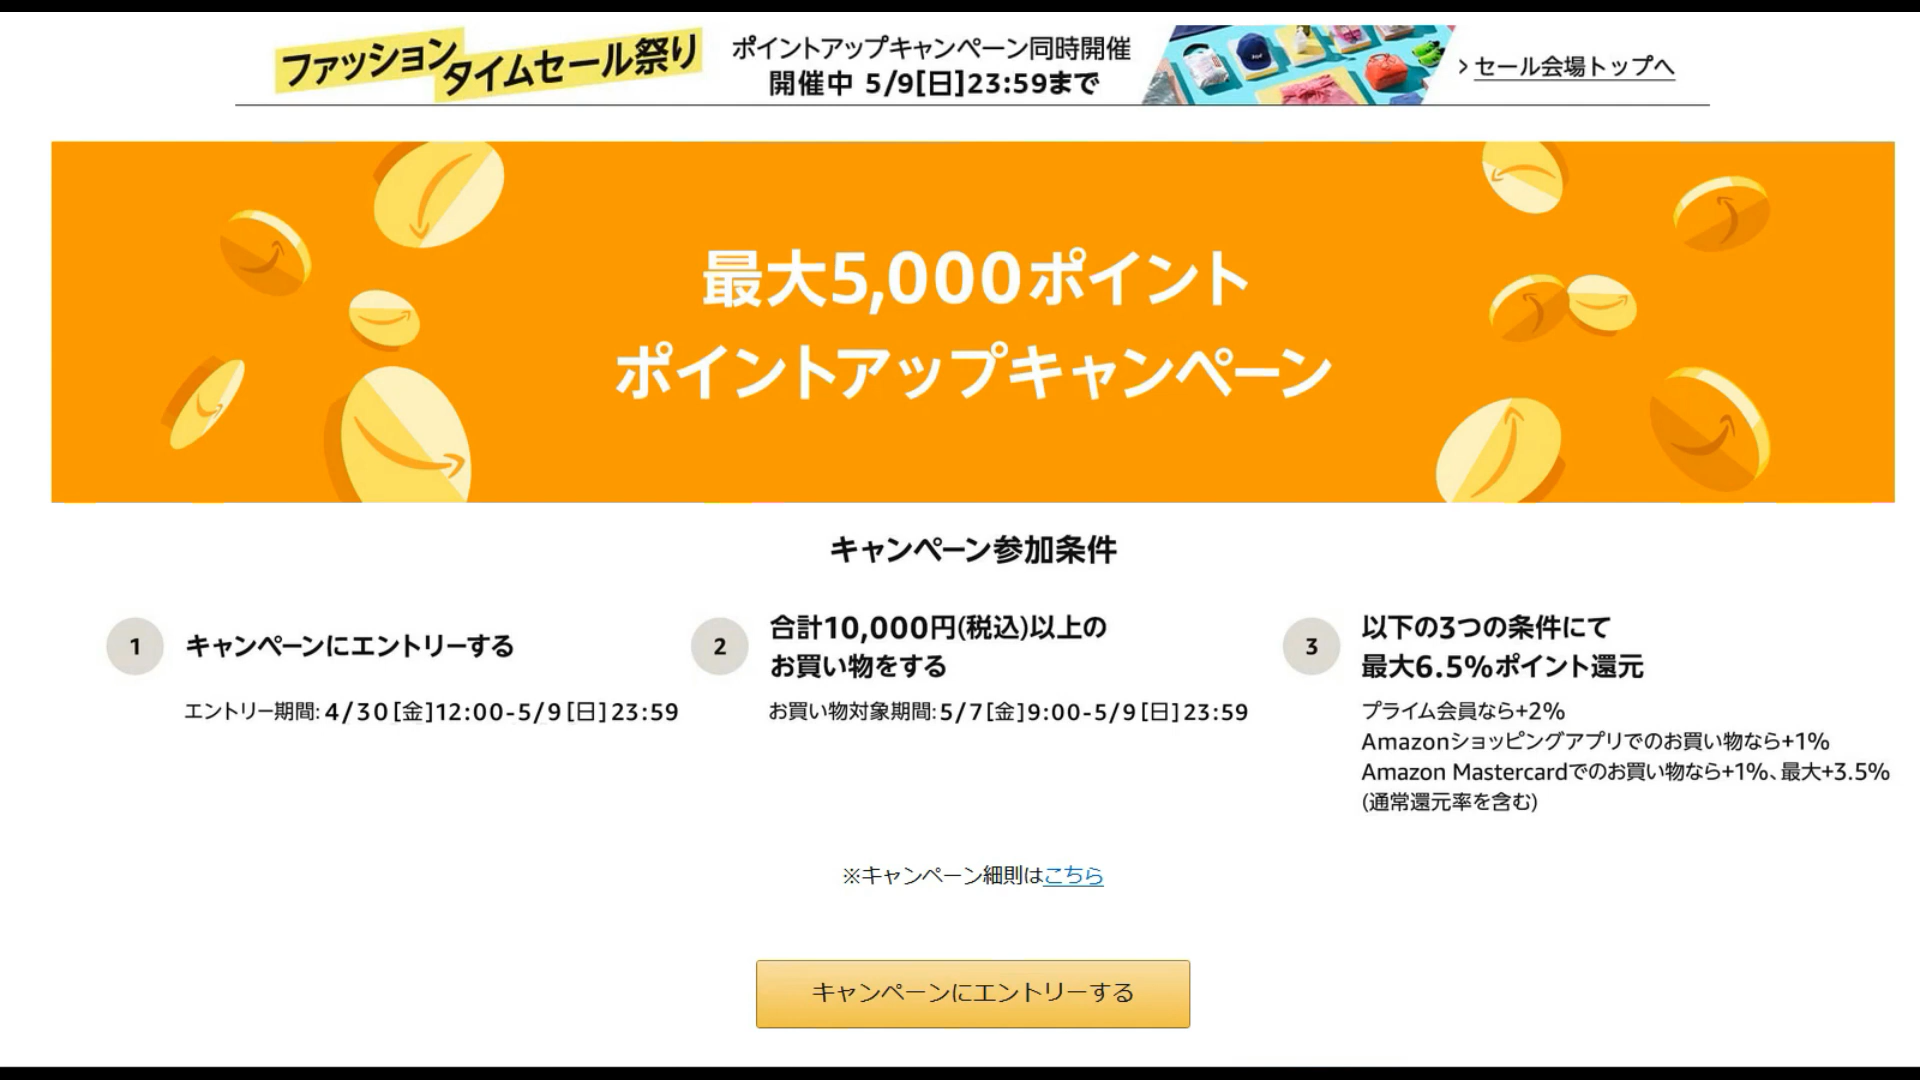 ファッション
タイムセール祭り
ポイントアップキャンペーン同時開催
開催中 5/9[日]23:59まで
› セール会場トップへ
最大5,000ポイント
ポイントアップキャンペーン
キャンペーン参加条件
1 キャンペーンにエントリーする
エントリー期間: 4/30[金]12:00-5/9[日]23:59
2 合計10,000円(税込)以上の
お買い物をする
お買い物対象期間: 5/7[金]9:00-5/9[日]23:59
3 以下の3つの条件にて
最大6.5%ポイント還元
プライム会員なら+2%
Amazonショッピングアプリでのお買い物なら+1%
Amazon Mastercardでのお買い物なら+1%、最大+3.5%
(通常還元率を含む)
※キャンペーン細則はこちら
キャンペーンにエントリーする